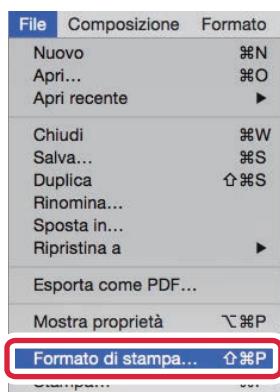 File Composizione Formato
Nuovo ⌘N
Apri... ⌘O
Apri recente ▶
Chiudi ⌘W
Salva... ⌘S
Duplica ⇧⌘S
Rinomina...
Sposta in...
Ripristina a ▶
Esporta come PDF...
Mostra proprietà ⌥⌘P
Formato di stampa... ⇧⌘P